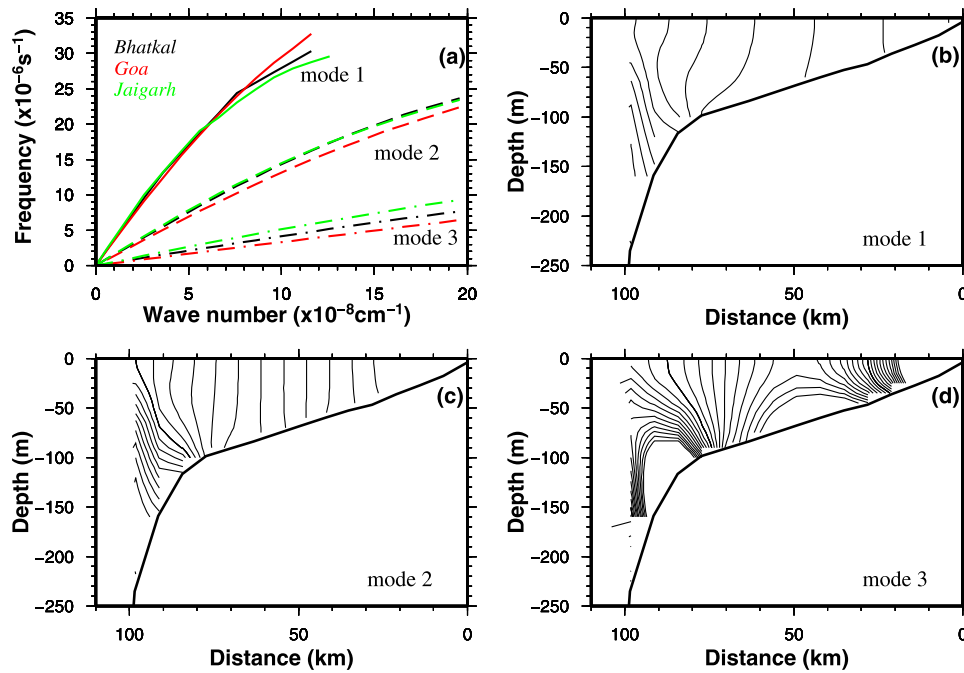 35
30
25
20
15
10
5
0
Frequency (x10⁻⁶s⁻¹)
Bhatkal
Goa
Jaigarh
(a)
mode 1
mode 2
mode 3
0 5 10 15 20
Wave number (x10⁻⁸cm⁻¹)
0
−50
−100
−150
−200
−250
Depth (m)
(b)
mode 1
100 50 0
Distance (km)
0
−50
−100
−150
−200
−250
Depth (m)
(c)
mode 2
100 50 0
Distance (km)
0
−50
−100
−150
−200
−250
Depth (m)
(d)
mode 3
100 50 0
Distance (km)